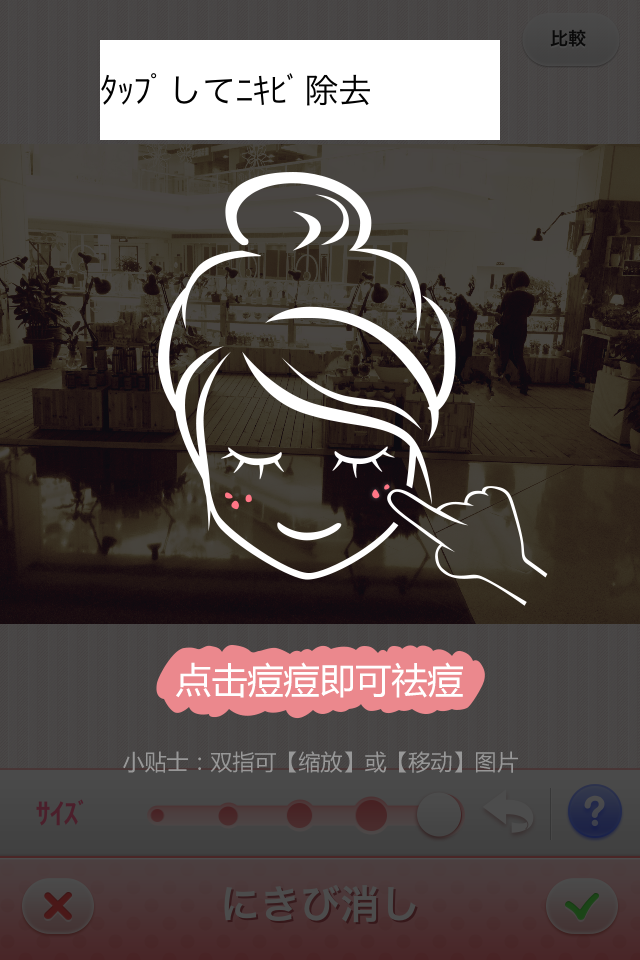 比較
ﾀｯﾌﾟしてﾆｷﾋﾞ除去
点击痘痘即可祛痘
小贴士：双指可【缩放】或【移动】图片
ｻｲｽﾞ
?
にきび消し